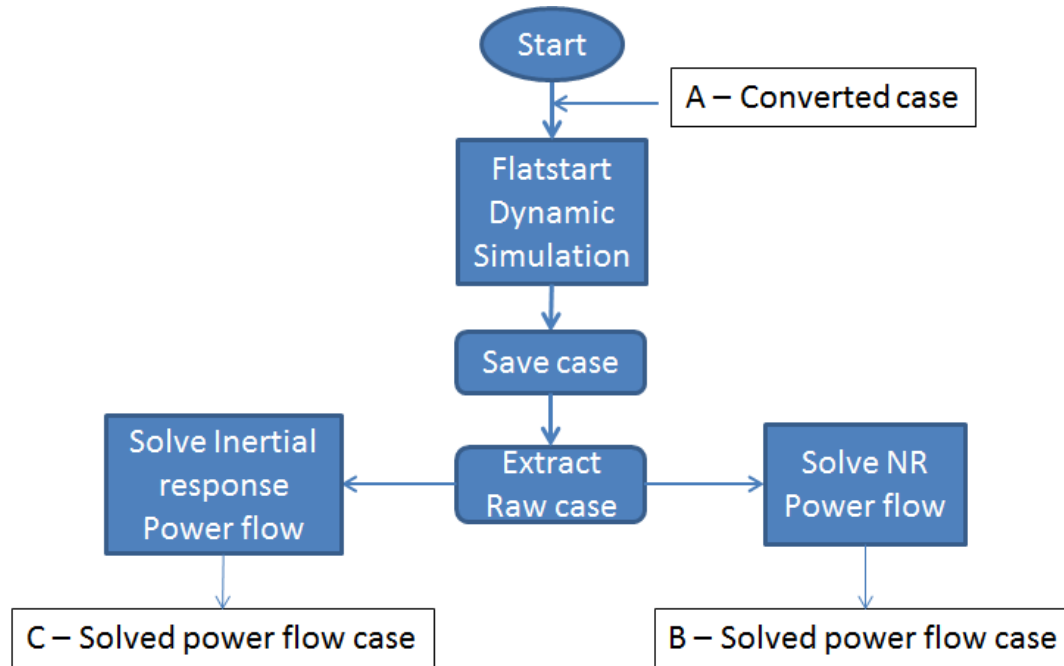 Start
A – Converted case
Flatstart
Dynamic
Simulation
Save case
Extract
Raw case
Solve Inertial
response
Power flow
Solve NR
Power flow
C – Solved power flow case
B – Solved power flow case